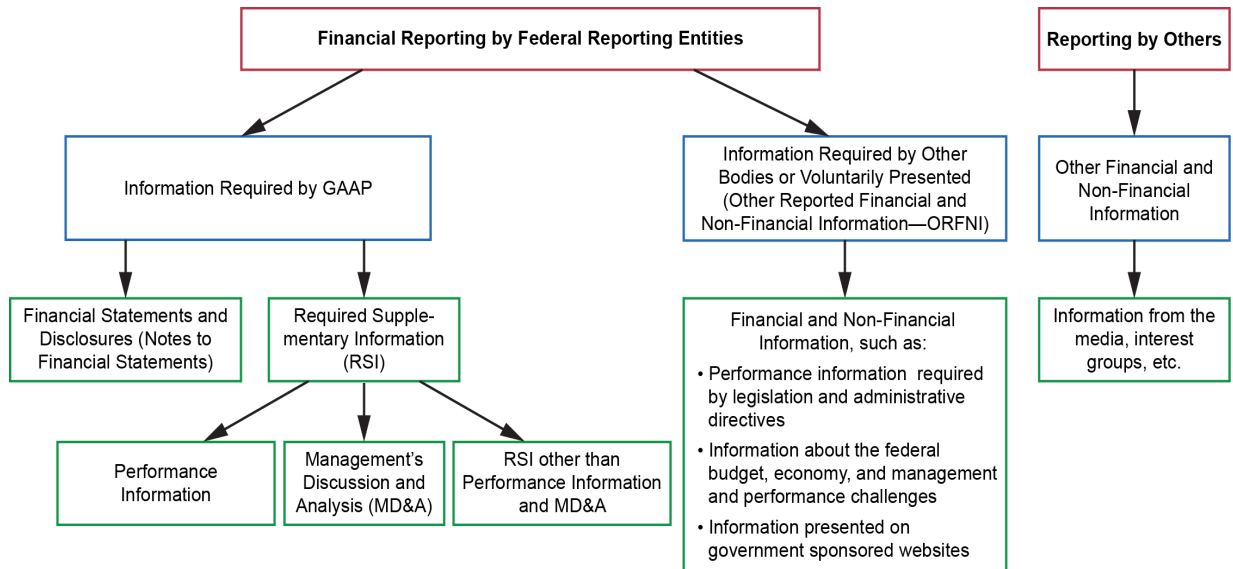 Financial Reporting by Federal Reporting Entities
Reporting by Others
Information Required by GAAP
Information Required by Other
Bodies or Voluntarily Presented
(Other Reported Financial and
Non-Financial Information—ORFNI)
Other Financial and
Non-Financial
Information
Financial Statements and
Disclosures (Notes to
Financial Statements)
Required Supple-
mentary Information
(RSI)
Financial and Non-Financial
Information, such as:
• Performance information required
by legislation and administrative
directives
• Information about the federal
budget, economy, and management
and performance challenges
• Information presented on
government sponsored websites
Information from the
media, interest
groups, etc.
Performance
Information
Management’s
Discussion and
Analysis (MD&A)
RSI other than
Performance Information
and MD&A